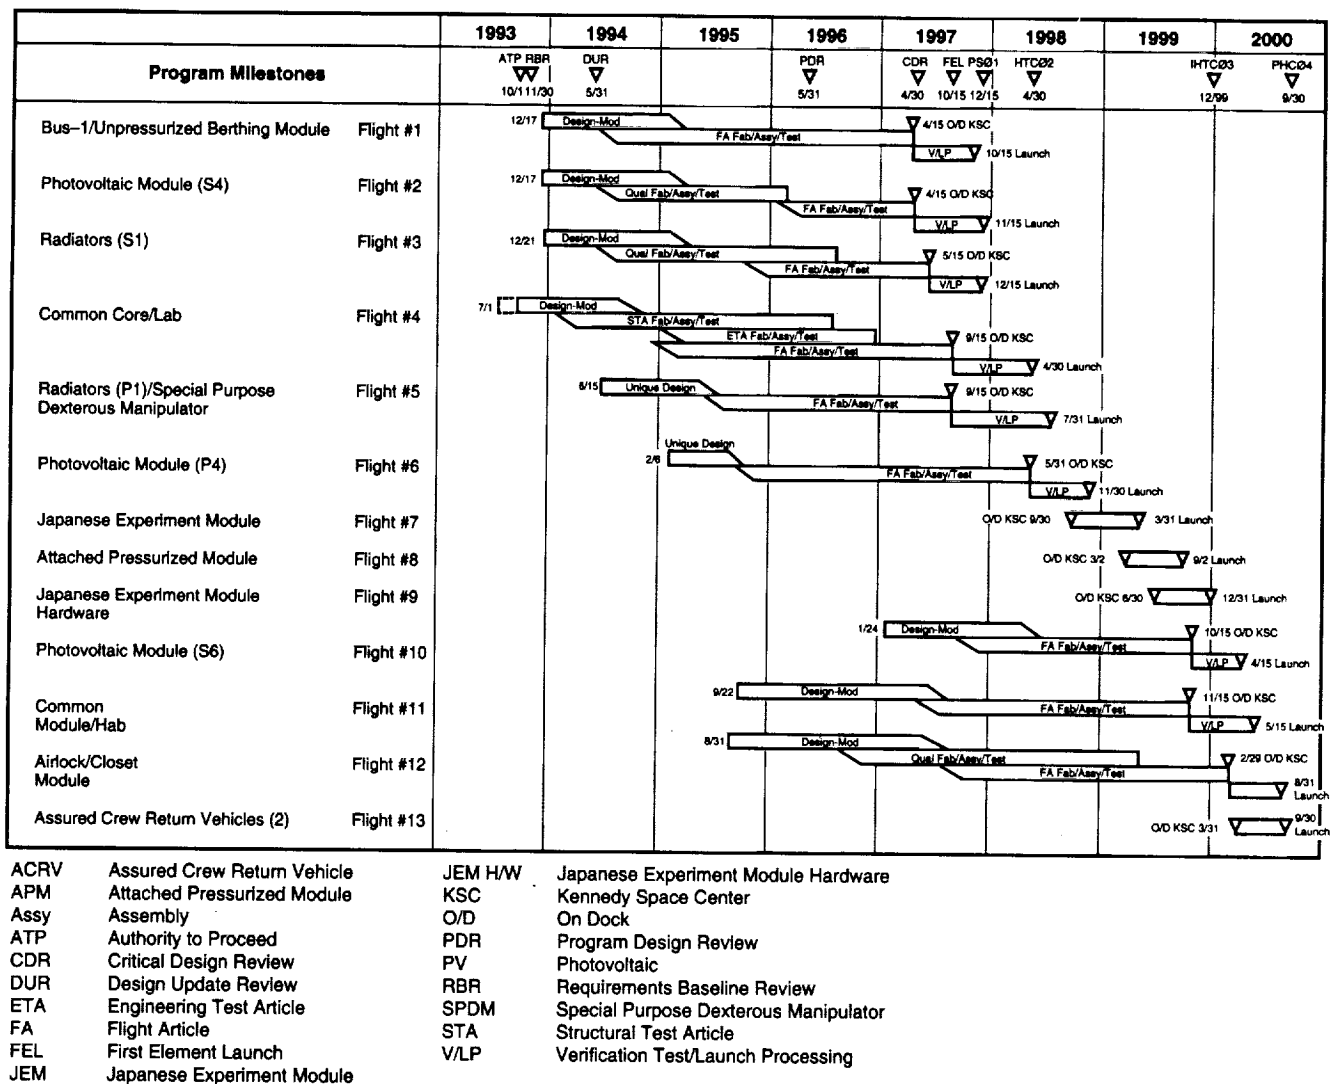 1993 1994 1995 1996 1997 1998 1999 2000
Program Milestones
ATP RBR DUR PDR CDR FEL PSØ1 HTCØ2 IHTCØ3 PHCØ4
10/1 11/30 5/31 5/31 4/30 10/15 12/15 4/30 12/99 9/30
Bus–1/Unpressurized Berthing Module Flight #1 12/17 Design-Mod 4/15 O/D KSC
FA Fab/Assy/Test
V/LP 10/15 Launch
Photovoltaic Module (S4) Flight #2 12/17 Design-Mod
Qual Fab/Assy/Test 4/15 O/D KSC
FA Fab/Assy/Test
V/LP 11/15 Launch
Radiators (S1) Flight #3 12/21 Design-Mod
Qual Fab/Assy/Test 5/15 O/D KSC
FA Fab/Assy/Test
V/LP 12/15 Launch
Common Core/Lab Flight #4 7/1 Design-Mod
STA Fab/Assy/Test
ETA Fab/Assy/Test 9/15 O/D KSC
FA Fab/Assy/Test
V/LP 4/30 Launch
Radiators (P1)/Special Purpose Flight #5 6/15 Unique Design 9/15 O/D KSC
Dexterous Manipulator FA Fab/Assy/Test
V/LP 7/31 Launch
Unique Design
Photovoltaic Module (P4) Flight #6 2/6 5/31 O/D KSC
FA Fab/Assy/Test
V/LP 11/30 Launch
Japanese Experiment Module Flight #7 O/D KSC 9/30 3/31 Launch
Attached Pressurized Module Flight #8 O/D KSC 3/2 9/2 Launch
Japanese Experiment Module Flight #9 O/D KSC 6/30 12/31 Launch
Hardware
1/24 Design-Mod 10/15 O/D KSC
Photovoltaic Module (S6) Flight #10 FA Fab/Assy/Test
V/LP 4/15 Launch
9/22 Design-Mod 11/15 O/D KSC
Common Flight #11 FA Fab/Assy/Test
Module/Hab V/LP 5/15 Launch
8/31 Design-Mod
Airlock/Closet Flight #12 Qual Fab/Assy/Test 2/29 O/D KSC
Module FA Fab/Assy/Test
8/31
Launch
Assured Crew Return Vehicles (2) Flight #13 O/D KSC 3/31 9/30
Launch
ACRV Assured Crew Return Vehicle
APM Attached Pressurized Module
Assy Assembly
ATP Authority to Proceed
CDR Critical Design Review
DUR Design Update Review
ETA Engineering Test Article
FA Flight Article
FEL First Element Launch
JEM Japanese Experiment Module
JEM H/W Japanese Experiment Module Hardware
KSC Kennedy Space Center
O/D On Dock
PDR Program Design Review
PV Photovoltaic
RBR Requirements Baseline Review
SPDM Special Purpose Dexterous Manipulator
STA Structural Test Article
V/LP Verification Test/Launch Processing